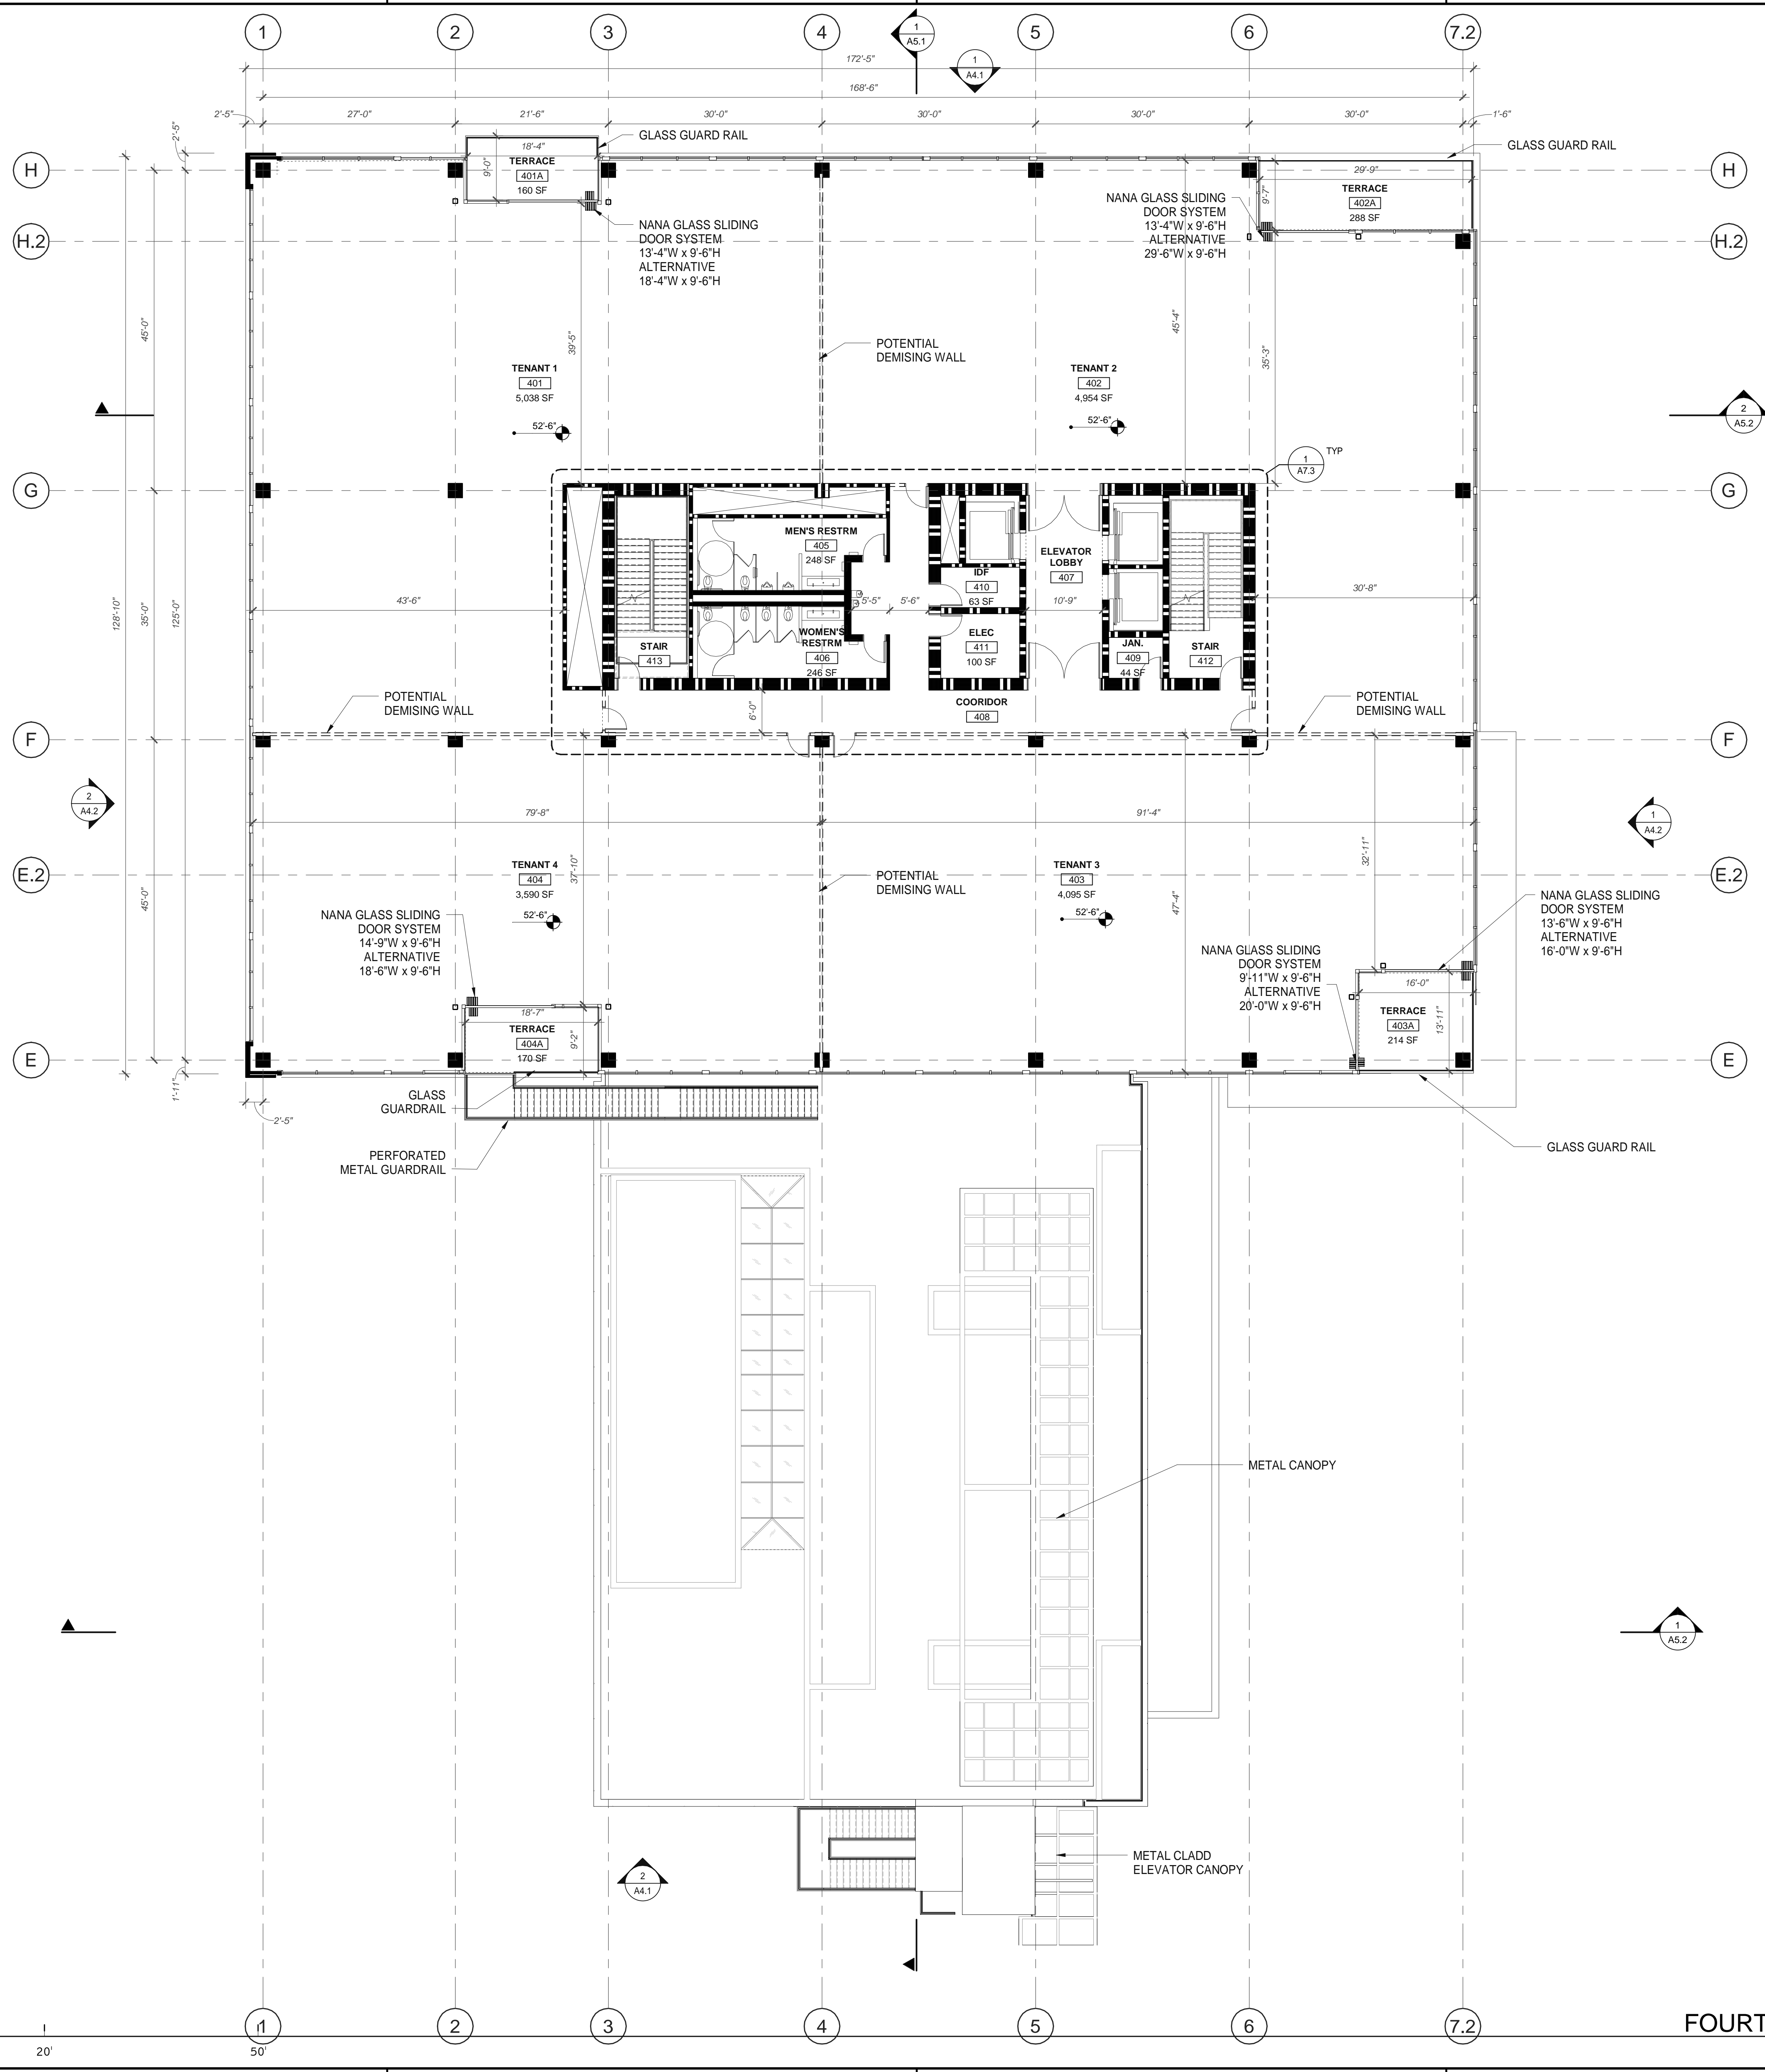 1
2
3
4
5
6
7.2
1
A5.1
1
A4.1
172'-5"
168'-6"
2'-5"
27'-0"
21'-6"
30'-0"
30'-0"
30'-0"
30'-0"
1'-6"
2'-5"
GLASS GUARD RAIL
GLASS GUARD RAIL
18'-4"
9'-0"
TERRACE
401A
160 SF
H
H
29'-9"
9'-7"
TERRACE
402A
288 SF
NANA GLASS SLIDING
DOOR SYSTEM
13'-4"W x 9'-6"H
ALTERNATIVE
18'-4"W x 9'-6"H
NANA GLASS SLIDING
DOOR SYSTEM
13'-4"W x 9'-6"H
ALTERNATIVE
29'-6"W x 9'-6"H
H.2
H.2
45'-0"
39'-5"
45'-4"
35'-3"
POTENTIAL
DEMISING WALL
TENANT 1
401
5,038 SF
52'-6"
TENANT 2
402
4,954 SF
52'-6"
2
A5.2
1
A7.3
TYP
G
G
MEN'S RESTRM
405
248 SF
ELEVATOR
LOBBY
407
IDF
410
63 SF
43'-6"
5'-5"
5'-6"
10'-9"
30'-8"
128'-10"
35'-0"
125'-0"
STAIR
413
WOMEN'S
RESTRM
406
246 SF
ELEC
411
100 SF
JAN.
409
44 SF
STAIR
412
POTENTIAL
DEMISING WALL
6'-0"
COORIDOR
408
POTENTIAL
DEMISING WALL
F
F
2
A4.2
79'-8"
91'-4"
1
A4.2
32'-11"
TENANT 4
404
3,590 SF
52'-6"
37'-10"
POTENTIAL
DEMISING WALL
TENANT 3
403
4,095 SF
52'-6"
47'-4"
E.2
E.2
45'-0"
NANA GLASS SLIDING
DOOR SYSTEM
14'-9"W x 9'-6"H
ALTERNATIVE
18'-6"W x 9'-6"H
NANA GLASS SLIDING
DOOR SYSTEM
9'-11"W x 9'-6"H
ALTERNATIVE
20'-0"W x 9'-6"H
NANA GLASS SLIDING
DOOR SYSTEM
13'-6"W x 9'-6"H
ALTERNATIVE
16'-0"W x 9'-6"H
18'-7"
9'-2"
TERRACE
404A
170 SF
16'-0"
13'-11"
TERRACE
403A
214 SF
E
E
1'-11"
2'-5"
GLASS
GUARDRAIL
PERFORATED
METAL GUARDRAIL
GLASS GUARD RAIL
METAL CANOPY
1
A5.2
METAL CLADD
ELEVATOR CANOPY
2
A4.1
1
2
3
4
5
6
7.2
FOURT
20'
50'